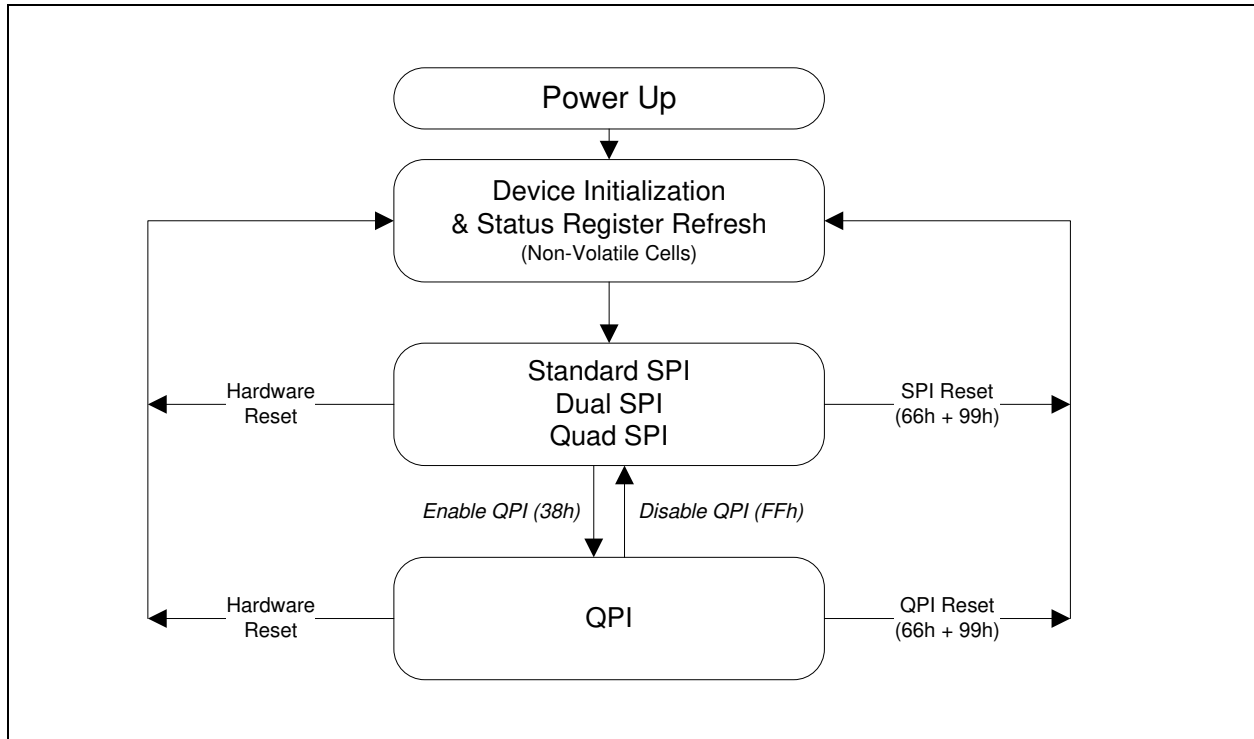 Power Up
Device Initialization
& Status Register Refresh
(Non-Volatile Cells)
Standard SPI
Dual SPI
Quad SPI
Hardware
Reset
SPI Reset
(66h + 99h)
Enable QPI (38h)
Disable QPI (FFh)
QPI
Hardware
Reset
QPI Reset
(66h + 99h)